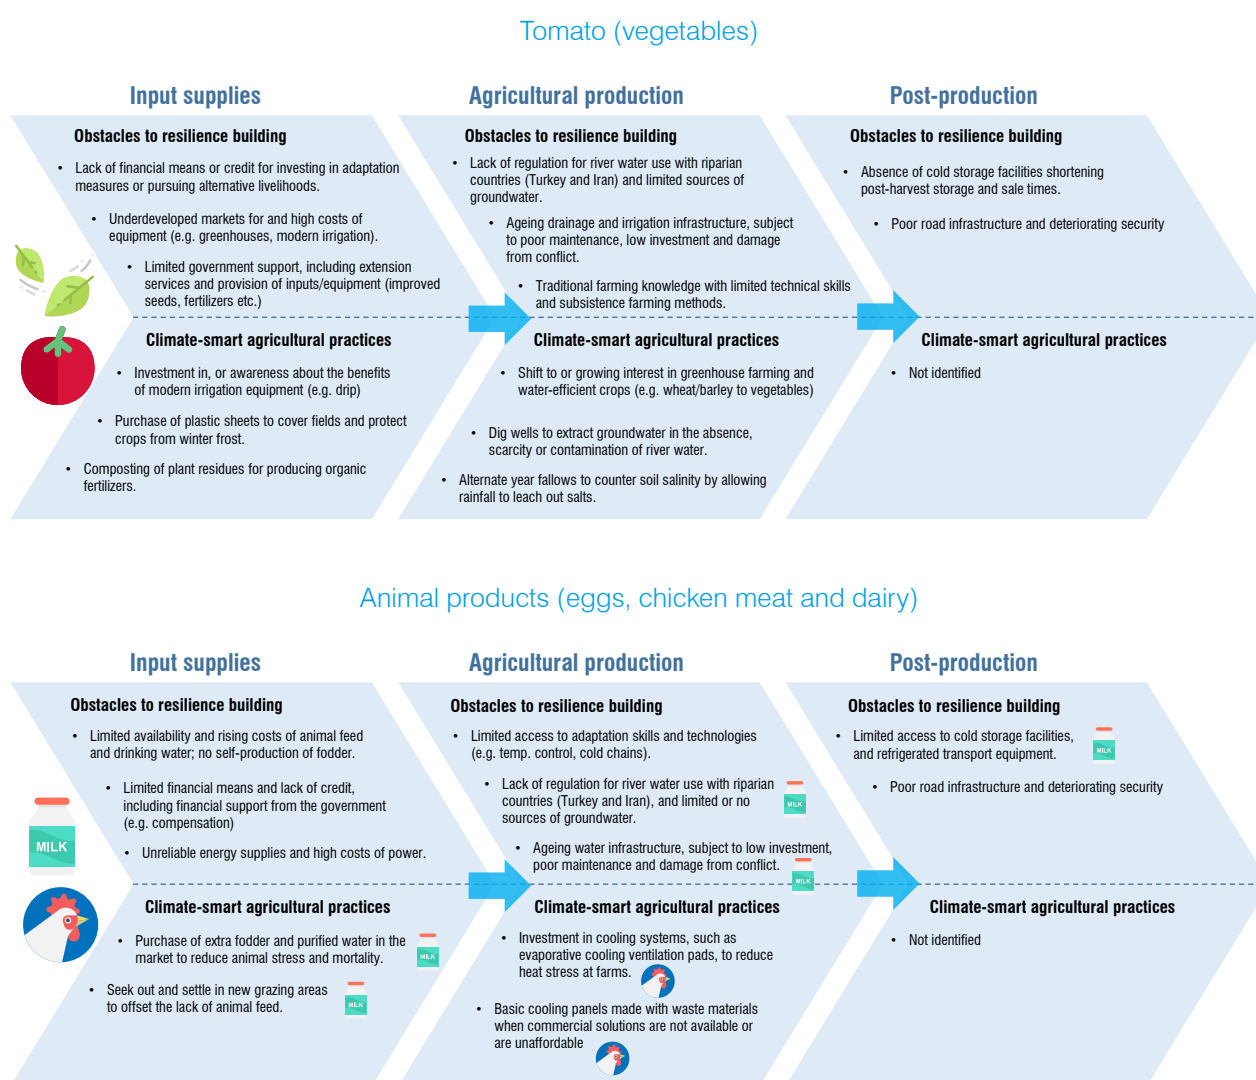 Tomato (vegetables)
Input supplies
Obstacles to resilience building
• Lack of financial means or credit for investing in adaptation
measures or pursuing alternative livelihoods.
• Underdeveloped markets for and high costs of
equipment (e.g. greenhouses, modern irrigation).
• Limited government support, including extension
services and provision of inputs/equipment (improved
seeds, fertilizers etc.)
Climate-smart agricultural practices
• Investment in, or awareness about the benefits
of modern irrigation equipment (e.g. drip)
• Purchase of plastic sheets to cover fields and protect
crops from winter frost.
• Composting of plant residues for producing organic
fertilizers.
Agricultural production
Obstacles to resilience building
• Lack of regulation for river water use with riparian
countries (Turkey and Iran) and limited sources of
groundwater.
• Ageing drainage and irrigation infrastructure, subject
to poor maintenance, low investment and damage
from conflict.
• Traditional farming knowledge with limited technical skills
and subsistence farming methods.
Climate-smart agricultural practices
• Shift to or growing interest in greenhouse farming and
water-efficient crops (e.g. wheat/barley to vegetables)
• Dig wells to extract groundwater in the absence,
scarcity or contamination of river water.
• Alternate year fallows to counter soil salinity by allowing
rainfall to leach out salts.
Post-production
Obstacles to resilience building
• Absence of cold storage facilities shortening
post-harvest storage and sale times.
• Poor road infrastructure and deteriorating security
Climate-smart agricultural practices
• Not identified
Animal products (eggs, chicken meat and dairy)
Input supplies
Obstacles to resilience building
• Limited availability and rising costs of animal feed
and drinking water; no self-production of fodder.
• Limited financial means and lack of credit,
including financial support from the government
(e.g. compensation)
• Unreliable energy supplies and high costs of power.
MILK
Climate-smart agricultural practices
• Purchase of extra fodder and purified water in the
market to reduce animal stress and mortality.
MILK
• Seek out and settle in new grazing areas
to offset the lack of animal feed.
MILK
Agricultural production
Obstacles to resilience building
• Limited access to adaptation skills and technologies
(e.g. temp. control, cold chains).
• Lack of regulation for river water use with riparian
countries (Turkey and Iran), and limited or no
sources of groundwater.
MILK
• Ageing water infrastructure, subject to low investment,
poor maintenance and damage from conflict.
MILK
Climate-smart agricultural practices
• Investment in cooling systems, such as
evaporative cooling ventilation pads, to reduce
heat stress at farms.
• Basic cooling panels made with waste materials
when commercial solutions are not available or
are unaffordable
Post-production
Obstacles to resilience building
• Limited access to cold storage facilities,
and refrigerated transport equipment.
MILK
• Poor road infrastructure and deteriorating security
Climate-smart agricultural practices
• Not identified